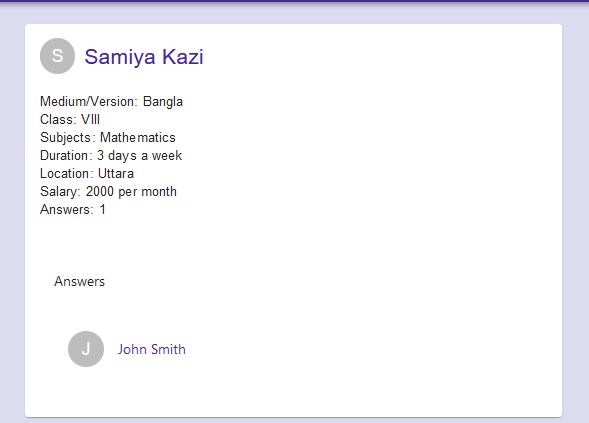 S Samiya Kazi
Medium/Version: Bangla
Class: VIII
Subjects: Mathematics
Duration: 3 days a week
Location: Uttara
Salary: 2000 per month
Answers: 1
Answers
J John Smith